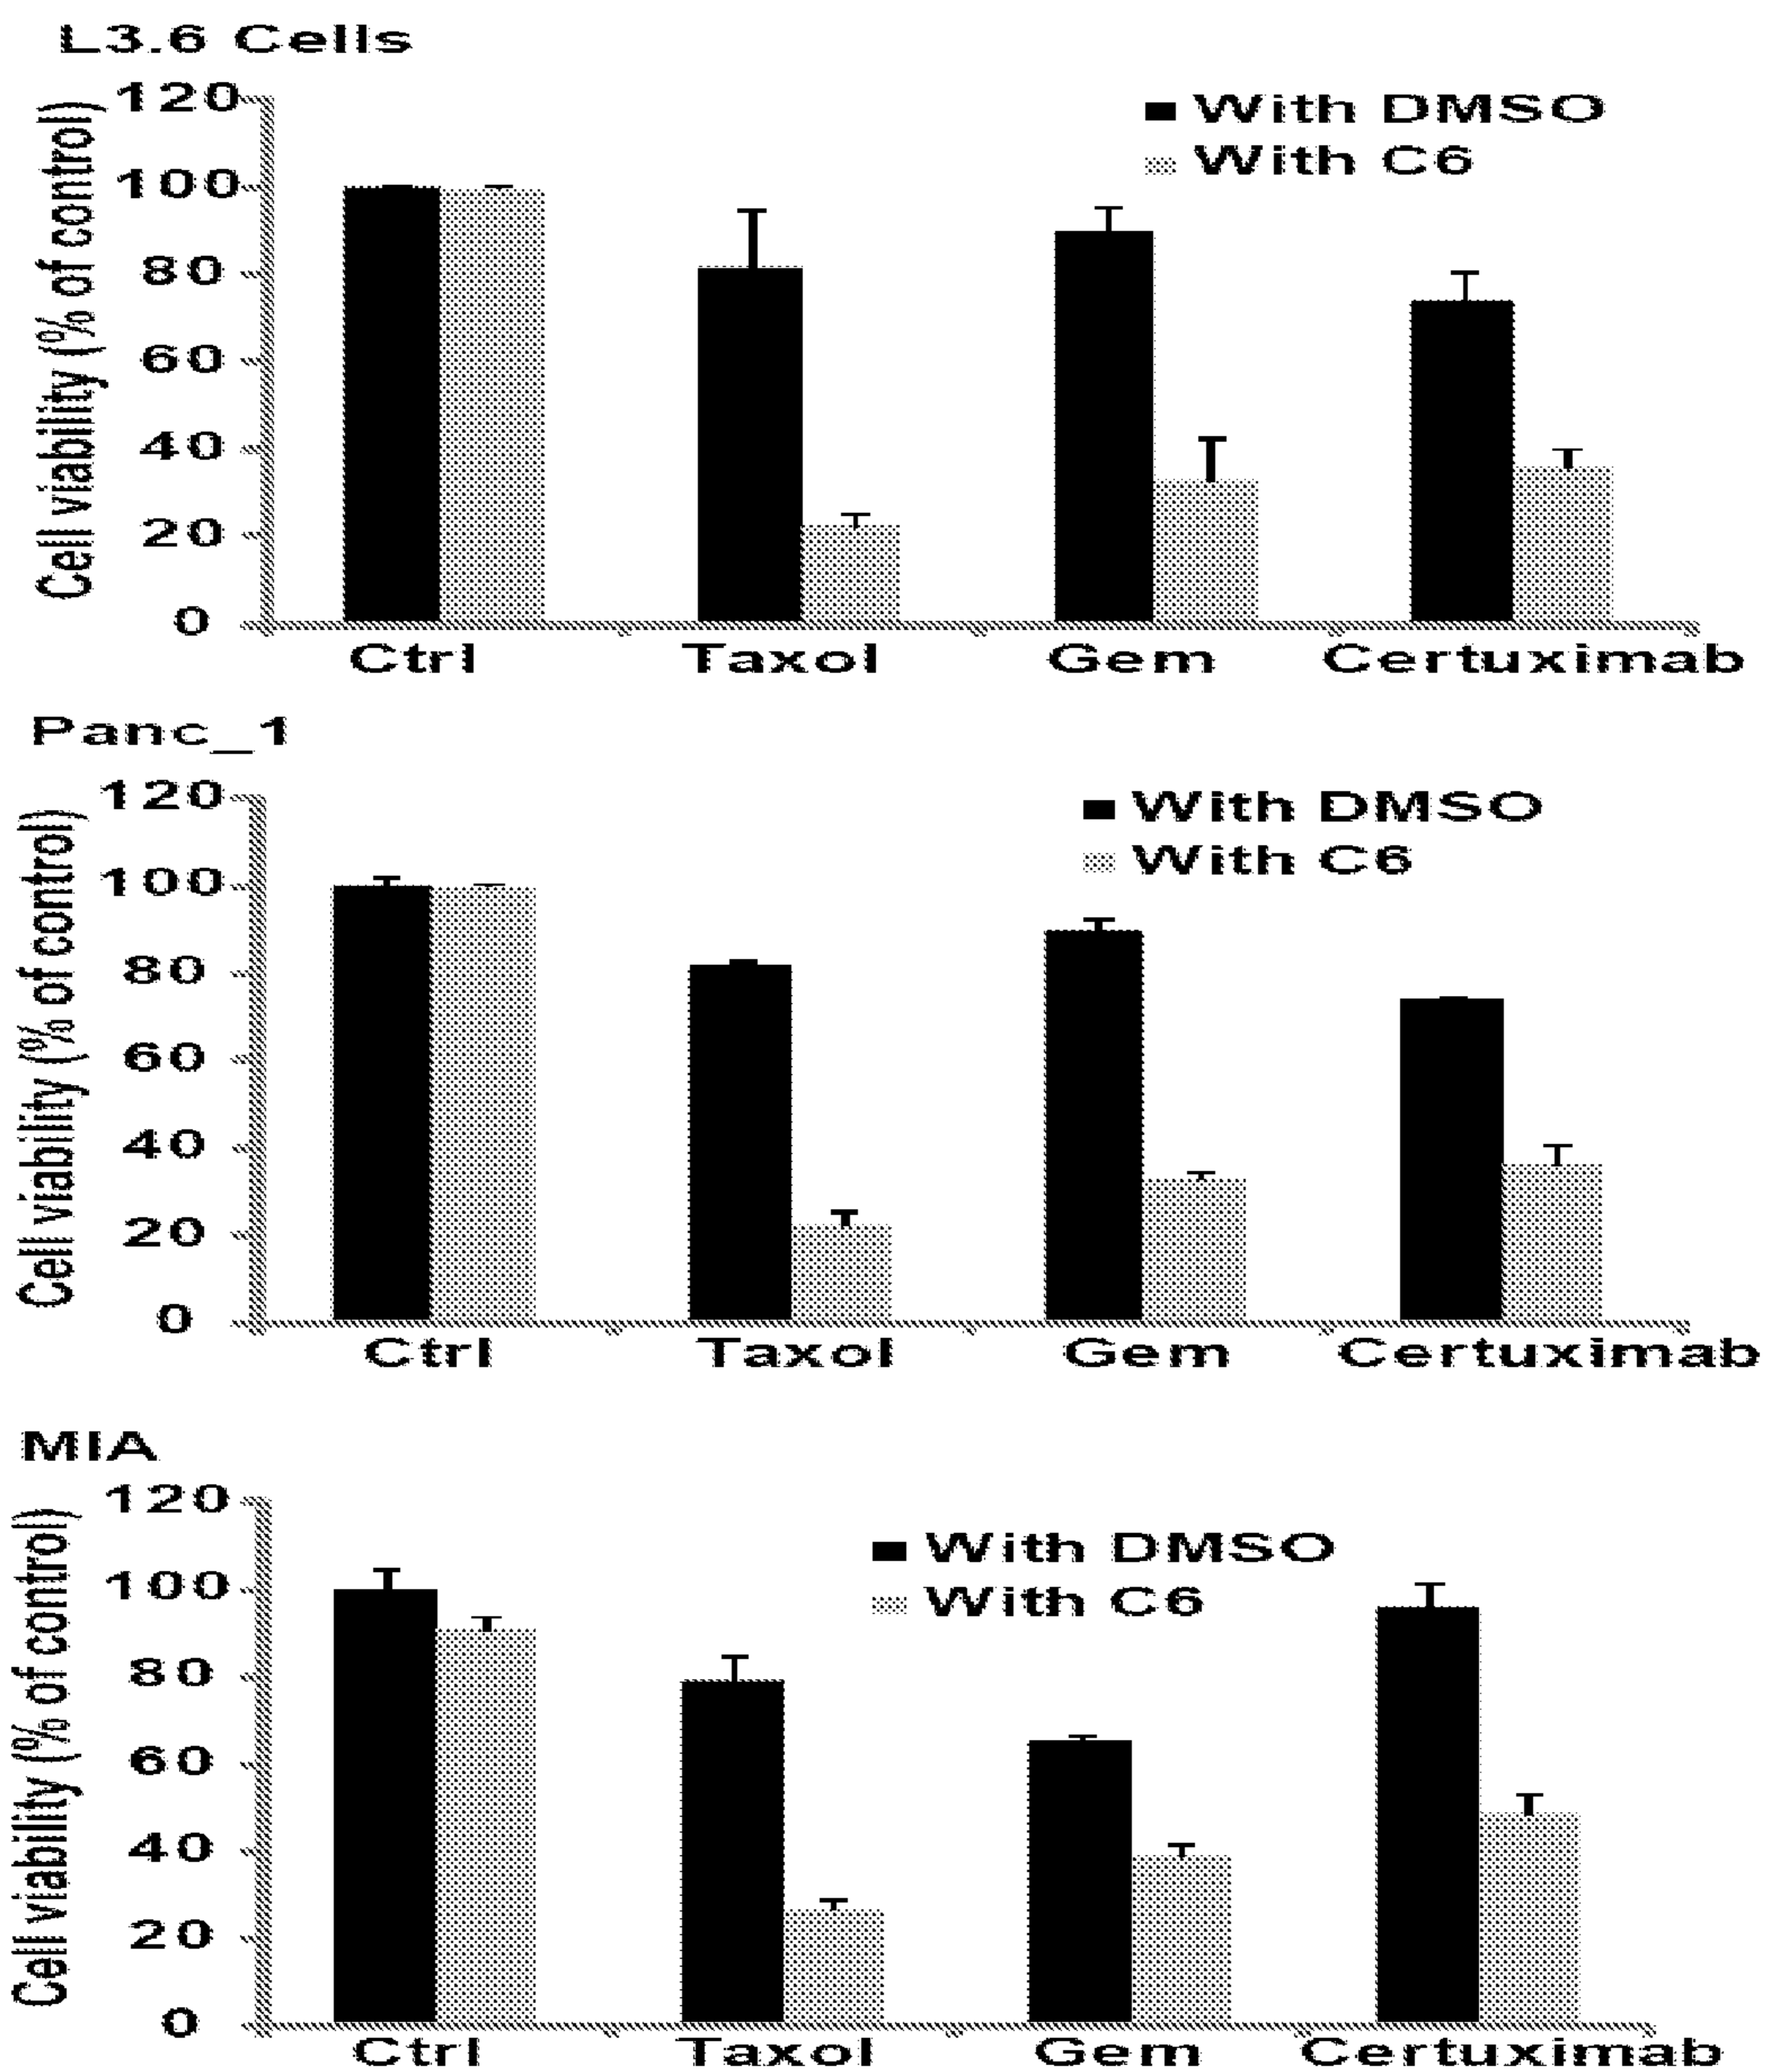 L3.6 Cells
Cell viability (% of control)
120
100
80
60
40
20
0
With DMSO
With C6
Ctrl Taxol Gem Certuximab
Panc_1
Cell viability (% of control)
120
100
80
60
40
20
0
With DMSO
With C6
Ctrl Taxol Gem Certuximab
MIA
Cell viability (% of control)
120
100
80
60
40
20
0
With DMSO
With C6
Ctrl Taxol Gem Certuximab